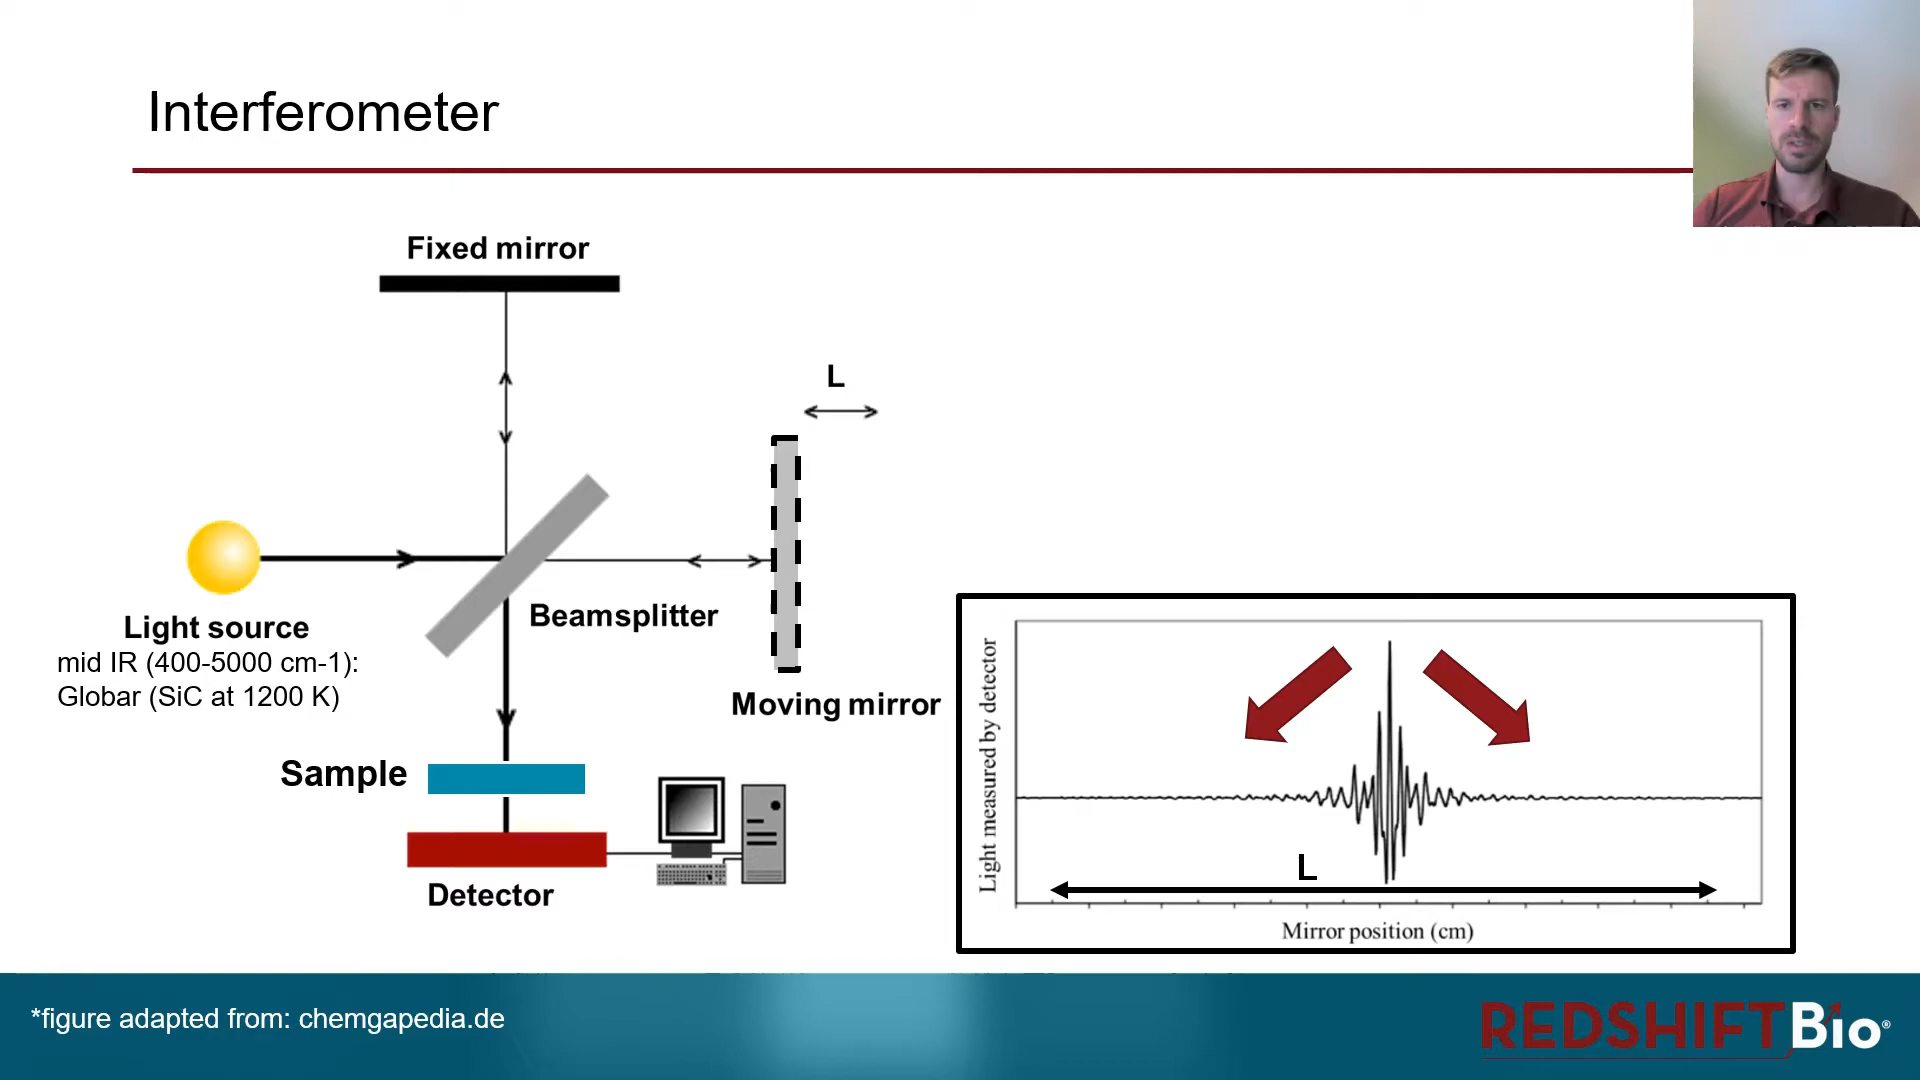 Interferometer
Fixed mirror
L
Beamsplitter
Light source
mid IR (400-5000 cm-1):
Globar (SiC at 1200 K)
Moving mirror
Sample
Detector
Light measured by detector
L
Mirror position (cm)
*figure adapted from: chemgapedia.de
REDSHIFTBio®